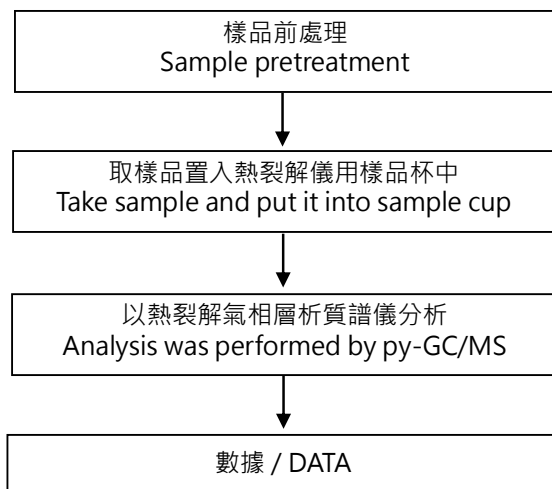 樣品前處理
Sample pretreatment
取樣品置入熱裂解儀用樣品杯中
Take sample and put it into sample cup
以熱裂解氣相層析質譜儀分析
Analysis was performed by py-GC/MS
數據 / DATA